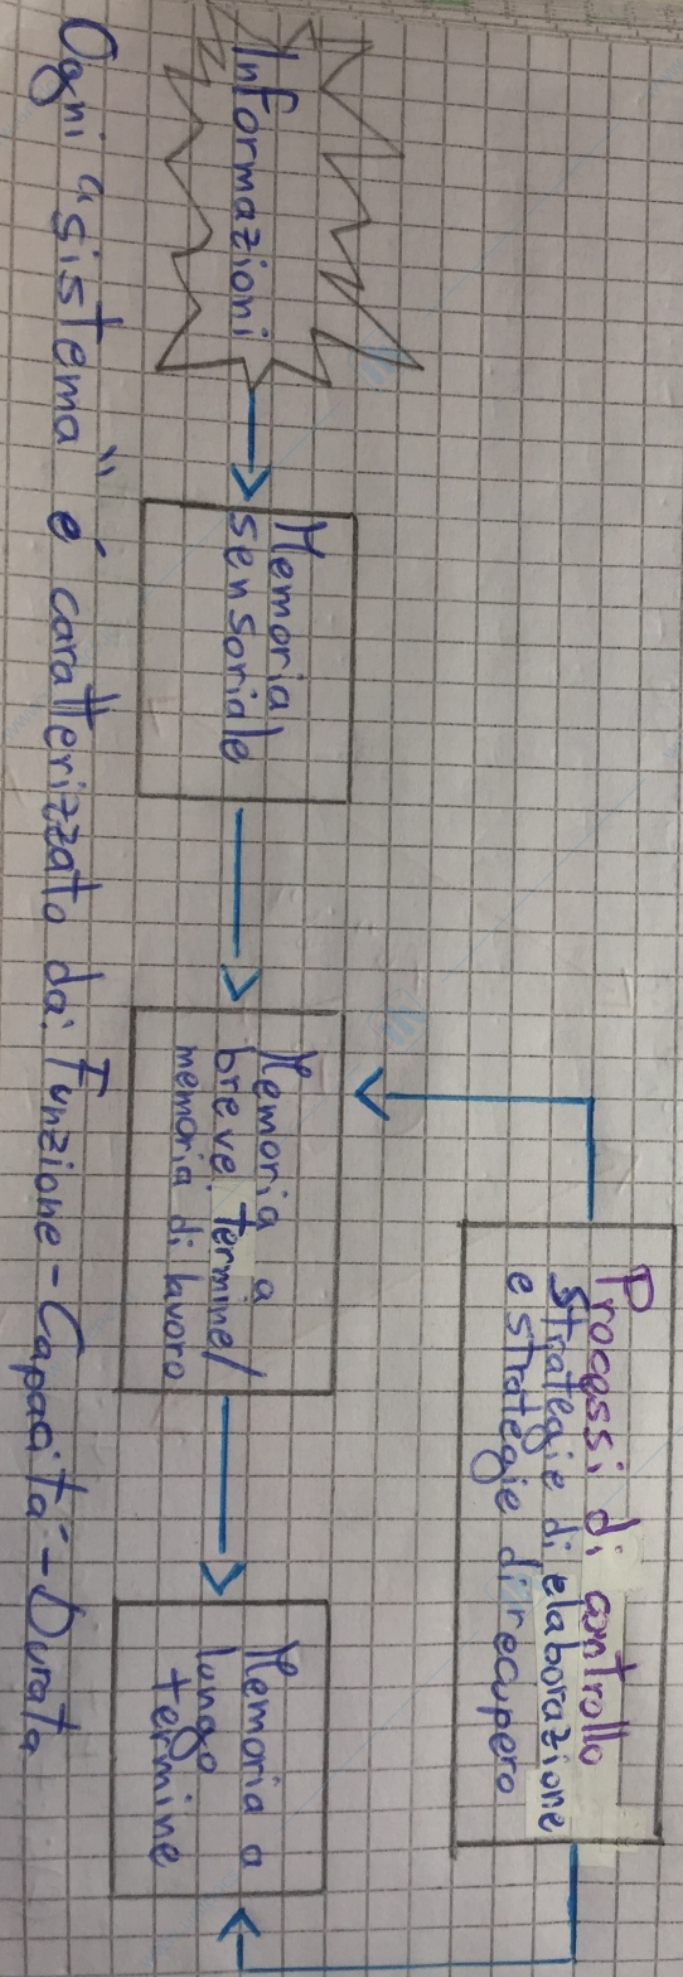 Processi di controllo
Strategie di elaborazione
e strategie di recupero
Informazioni
Memoria
sensoriale
Memoria a
breve termine/
memoria di lavoro
Memoria a
lungo
termine
Ogni "sistema" é caratterizzato da: Funzione - Capacitá - Durata